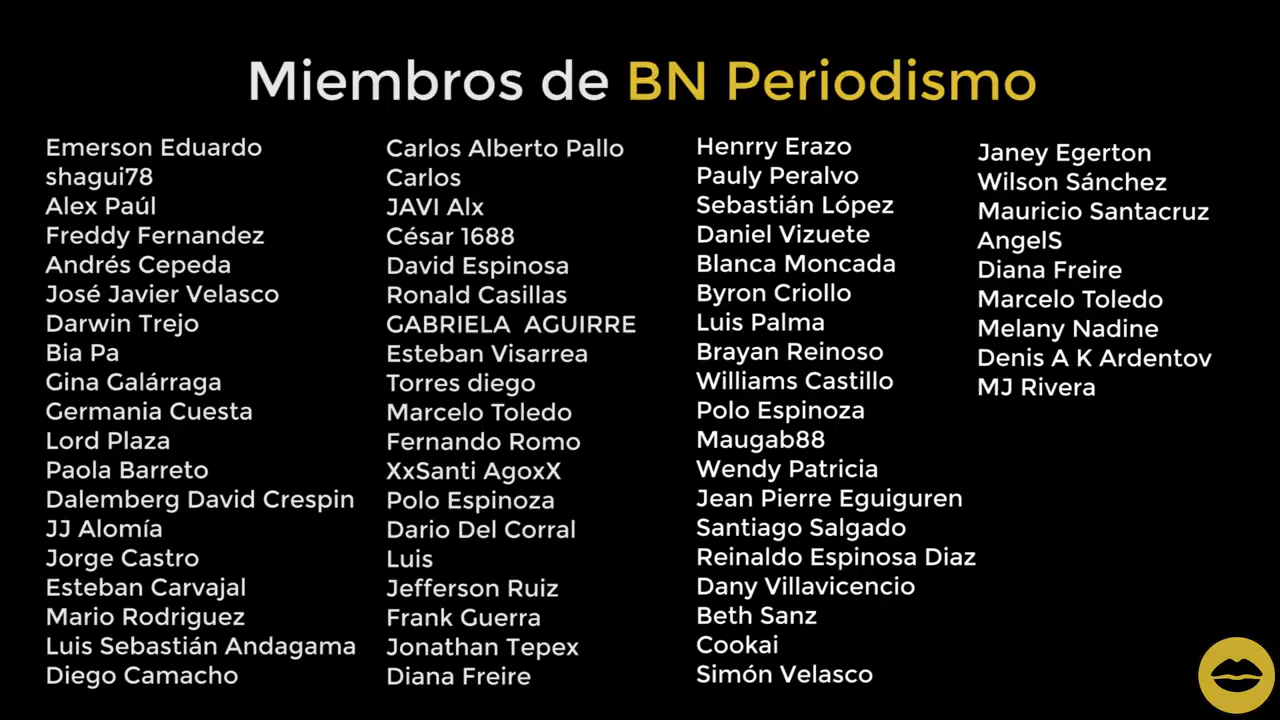 Miembros de BN Periodismo
Emerson Eduardo
shagui78
Alex Paúl
Freddy Fernandez
Andrés Cepeda
José Javier Velasco
Darwin Trejo
Bia Pa
Gina Galárraga
Germania Cuesta
Lord Plaza
Paola Barreto
Dalemberg David Crespin
JJ Alomía
Jorge Castro
Esteban Carvajal
Mario Rodriguez
Luis Sebastián Andagama
Diego Camacho
Carlos Alberto Pallo
Carlos
JAVI Alx
César 1688
David Espinosa
Ronald Casillas
GABRIELA  AGUIRRE
Esteban Visarrea
Torres diego
Marcelo Toledo
Fernando Romo
XxSanti AgoxX
Polo Espinoza
Dario Del Corral
Luis
Jefferson Ruiz
Frank Guerra
Jonathan Tepex
Diana Freire
Henrry Erazo
Pauly Peralvo
Sebastián López
Daniel Vizuete
Blanca Moncada
Byron Criollo
Luis Palma
Brayan Reinoso
Williams Castillo
Polo Espinoza
Maugab88
Wendy Patricia
Jean Pierre Eguiguren
Santiago Salgado
Reinaldo Espinosa Diaz
Dany Villavicencio
Beth Sanz
Cookai
Simón Velasco
Janey Egerton
Wilson Sánchez
Mauricio Santacruz
AngelS
Diana Freire
Marcelo Toledo
Melany Nadine
Denis A K Ardentov
MJ Rivera